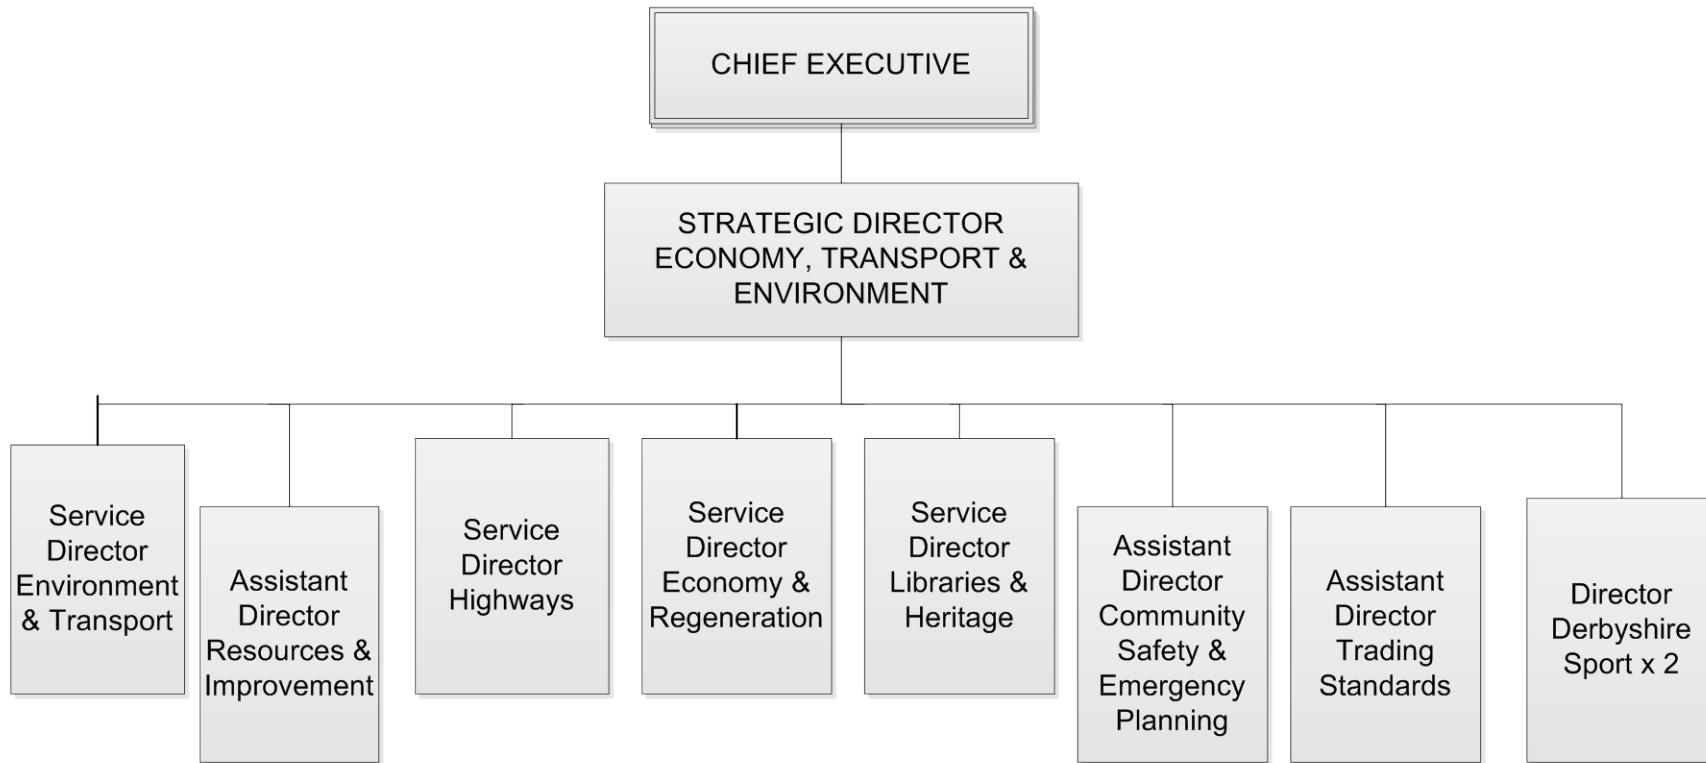 CHIEF EXECUTIVE
STRATEGIC DIRECTOR
ECONOMY, TRANSPORT &
ENVIRONMENT
Service
Director
Environment
& Transport
Assistant
Director
Resources &
Improvement
Service
Director
Highways
Service
Director
Economy &
Regeneration
Service
Director
Libraries &
Heritage
Assistant
Director
Community
Safety &
Emergency
Planning
Assistant
Director
Trading
Standards
Director
Derbyshire
Sport x 2